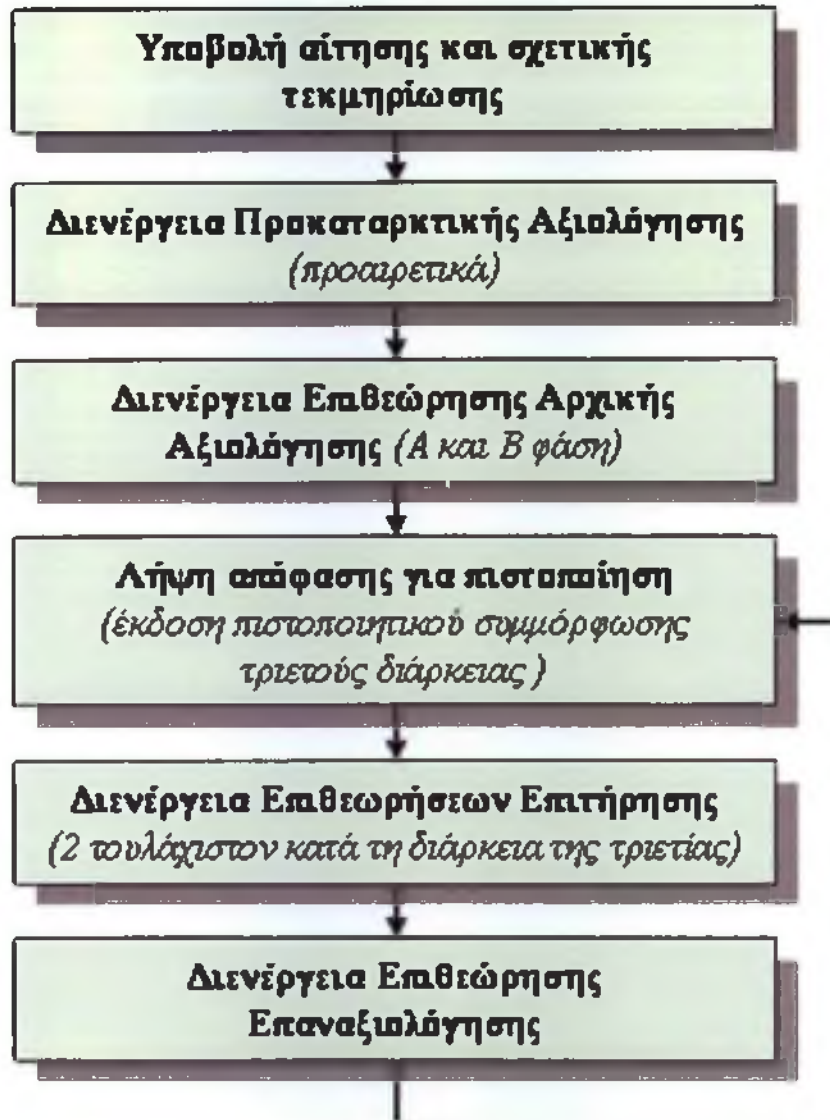 Υποβολή αίτησης και σχετικής
τεκμηρίωσης
Διενέργεια Προκαταρκτικής Αξιολόγησης
(προαιρετικά)
Διενέργεια Επιθεώρησης Αρχικής
Αξιολόγησης (Α και Β φάση)
Λήψη απόφασης για πιστοποίηση
(έκδοση πιστοποιητικού συμμόρφωσης
τριετούς διάρκειας )
Διενέργεια Επιθεωρήσεων Επιτήρησης
(2 τουλάχιστον κατά τη διάρκεια της τριετίας)
Διενέργεια Επιθεώρησης
Επαναξιολόγησης